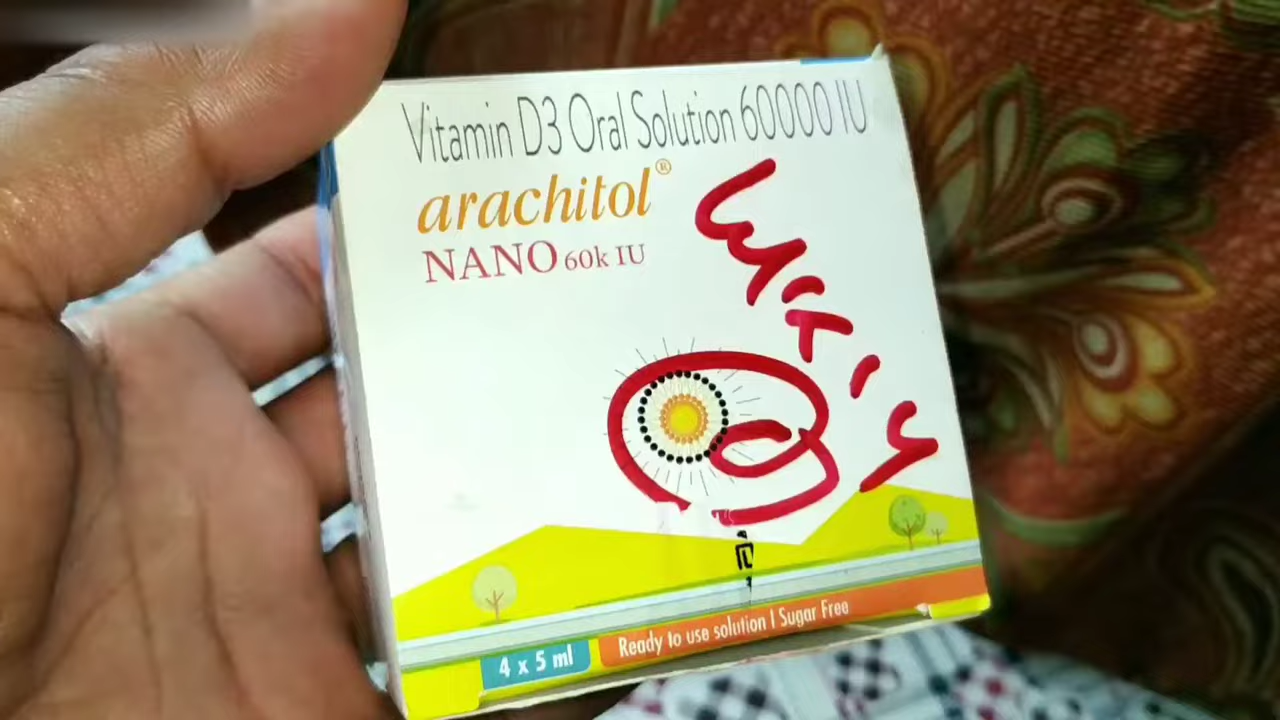 Vitamin D3 Oral Solution 60000 IU
arachitol®
NANO 60k IU
4 x 5 ml
Ready to use solution | Sugar Free